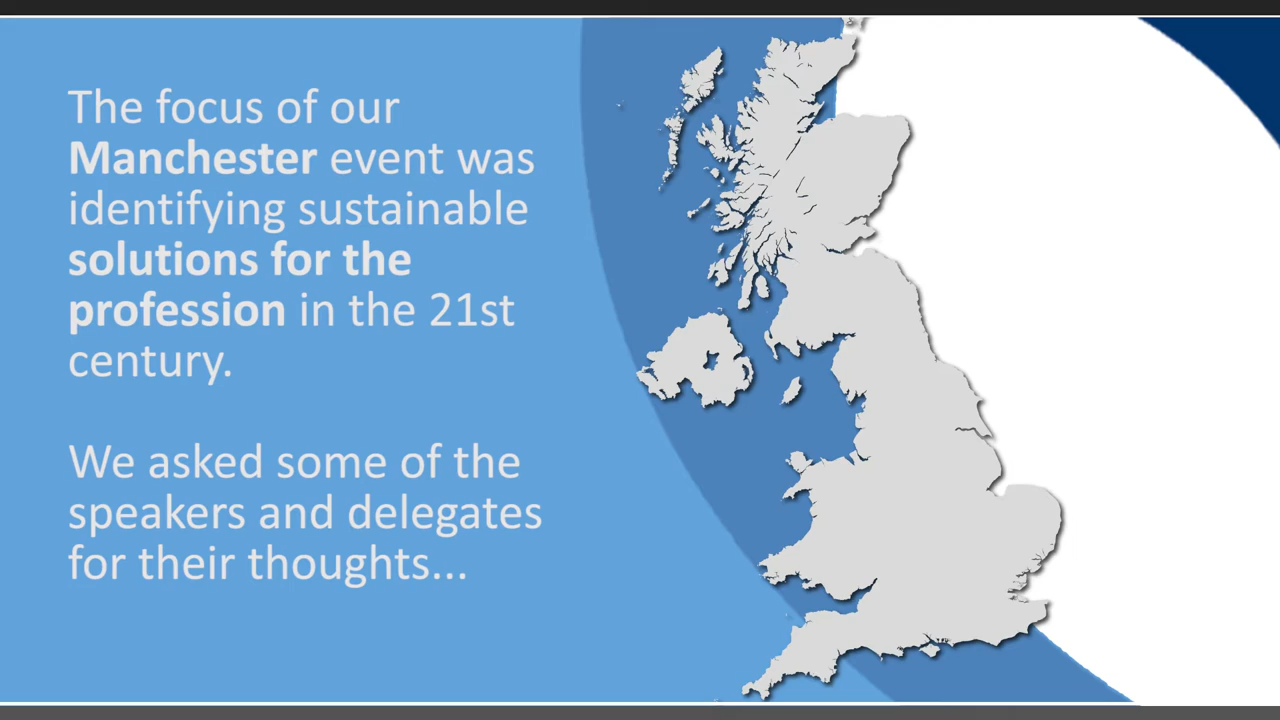 The focus of our
Manchester event was
identifying sustainable
solutions for the
profession in the 21st
century.
We asked some of the
speakers and delegates
for their thoughts...